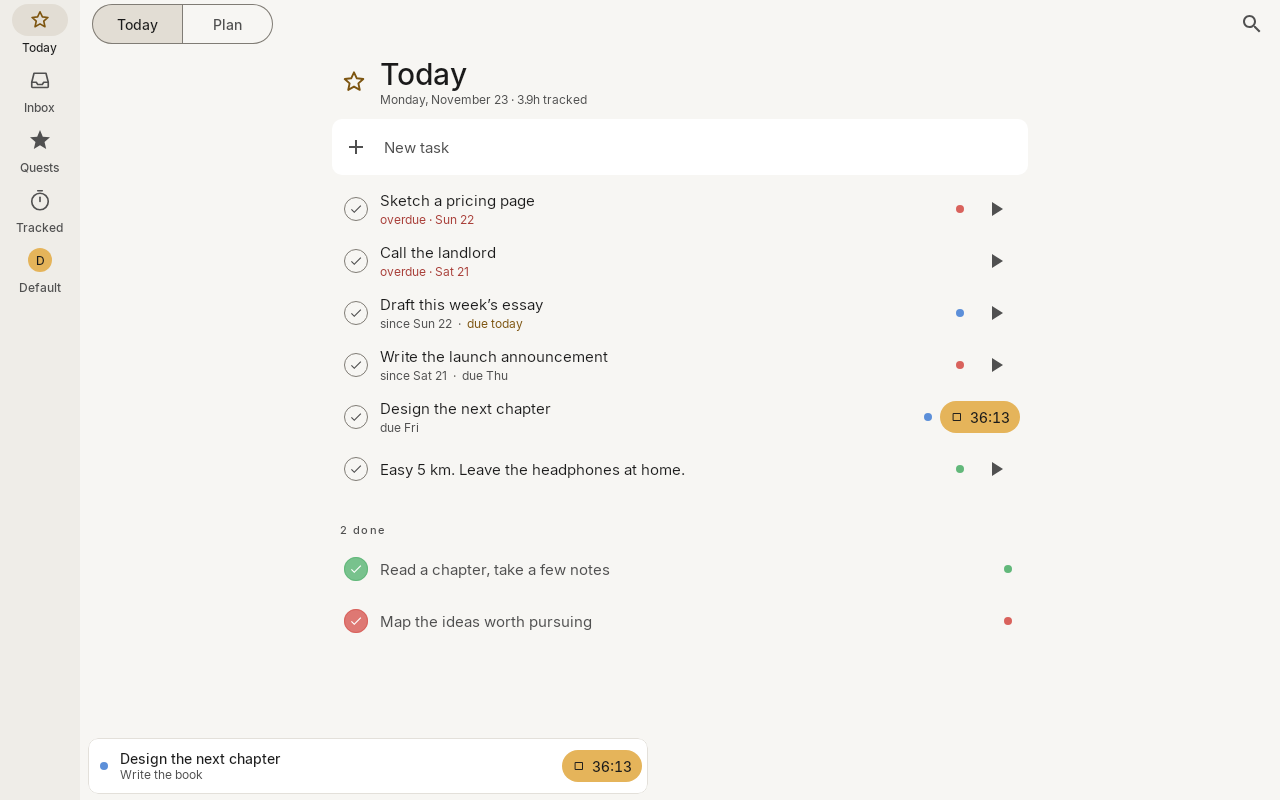 Today
Inbox
Quests
Tracked
D
Default
Today
Plan
Today
Monday, November 23 · 3.9h tracked
New task
Sketch a pricing page
overdue · Sun 22
Call the landlord
overdue · Sat 21
Draft this week’s essay
since Sun 22 · due today
Write the launch announcement
since Sat 21 · due Thu
Design the next chapter
due Fri
36:13
Easy 5 km. Leave the headphones at home.
2 done
Read a chapter, take a few notes
Map the ideas worth pursuing
Design the next chapter
Write the book
36:13